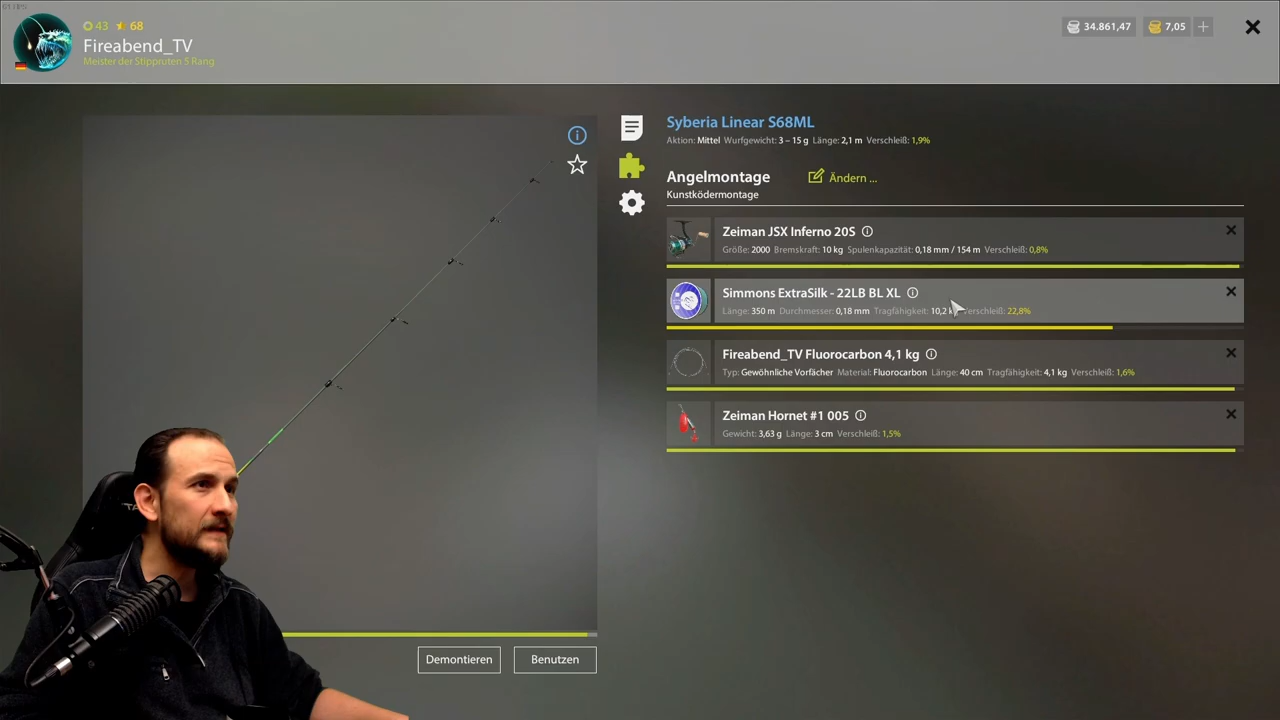 43 68
Fireabend_TV
Meister der Stippruten 5 Rang
34.861,47
7,05
Syberia Linear S68ML
Aktion: Mittel Wurfgewicht: 3 – 15 g Länge: 2,1 m Verschleiß: 1,9%
Angelmontage
Ändern ...
Kunstködermontage
Zeiman JSX Inferno 20S
Größe: 2000 Bremskraft: 10 kg Spulenkapazität: 0,18 mm / 154 m Verschleiß: 0,8%
Simmons ExtraSilk - 22LB BL XL
Länge: 350 m Durchmesser: 0,18 mm Tragfähigkeit: 10,2 Verschleiß: 22,8%
Fireabend_TV Fluorocarbon 4,1 kg
Typ: Gewöhnliche Vorfächer Material: Fluorocarbon Länge: 40 cm Tragfähigkeit: 4,1 kg Verschleiß: 1,6%
Zeiman Hornet #1 005
Gewicht: 3,63 g Länge: 3 cm Verschleiß: 1,5%
Demontieren
Benutzen